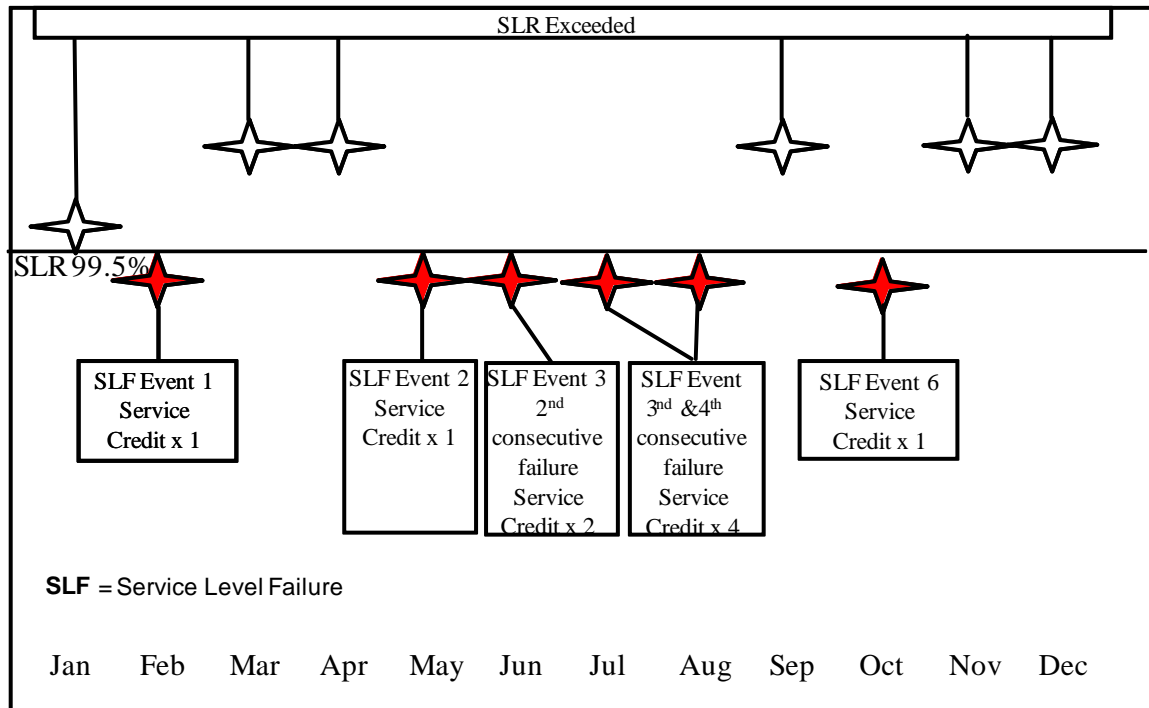 SLR Exceeded
SLR 99.5%
SLF Event 1
Service
Credit x 1
SLF Event 2
Service
Credit x 1
SLF Event 3
2nd
consecutive
failure
Service
Credit x 2
SLF Event
3nd &4th
consecutive
failure
Service
Credit x 4
SLF Event 6
Service
Credit x 1
SLF = Service Level Failure
Jan Feb Mar Apr May Jun Jul Aug Sep Oct Nov Dec